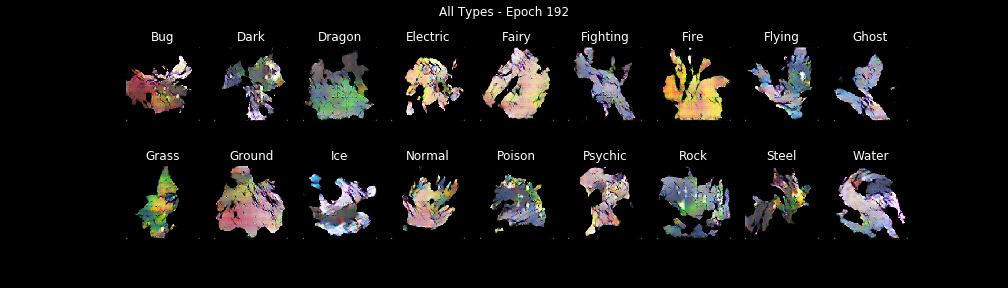 All Types - Epoch 192
Bug Dark Dragon Electric Fairy Fighting Fire Flying Ghost
Grass Ground Ice Normal Poison Psychic Rock Steel Water